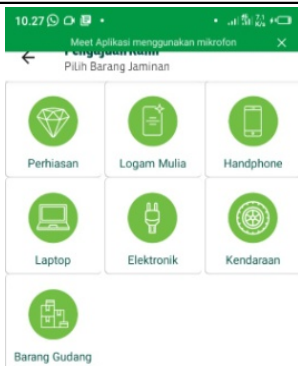 10.27
Meet Aplikasi menggunakan mikrofon
Pilih Barang Jaminan
Perhiasan
Logam Mulia
Handphone
Laptop
Elektronik
Kendaraan
Barang Gudang